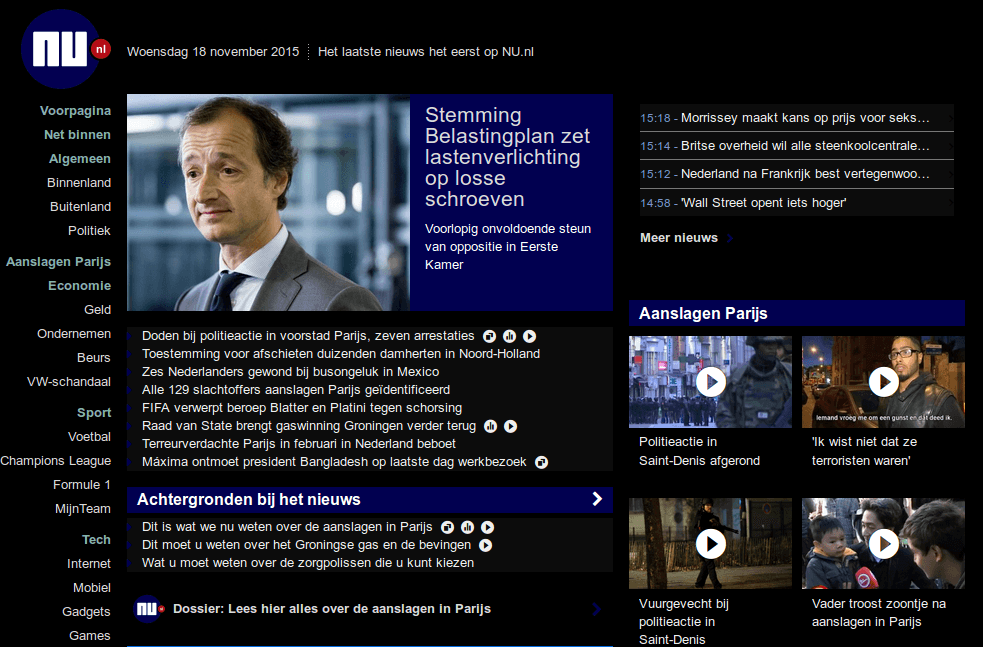 NU
nl
Woensdag 18 november 2015
Het laatste nieuws het eerst op NU.nl
Voorpagina
Net binnen
Algemeen
Binnenland
Buitenland
Politiek
Aanslagen Parijs
Economie
Geld
Ondernemen
Beurs
VW-schandaal
Sport
Voetbal
Champions League
Formule 1
MijnTeam
Tech
Internet
Mobiel
Gadgets
Games
Stemming
Belastingplan zet
lastenverlichting
op losse
schroeven
Voorlopig onvoldoende steun
van oppositie in Eerste
Kamer
Doden bij politieactie in voorstad Parijs, zeven arrestaties
Toestemming voor afschieten duizenden damherten in Noord-Holland
Zes Nederlanders gewond bij busongeluk in Mexico
Alle 129 slachtoffers aanslagen Parijs geïdentificeerd
FIFA verwerpt beroep Blatter en Platini tegen schorsing
Raad van State brengt gaswinning Groningen verder terug
Terreurverdachte Parijs in februari in Nederland beboet
Máxima ontmoet president Bangladesh op laatste dag werkbezoek
Achtergronden bij het nieuws
Dit is wat we nu weten over de aanslagen in Parijs
Dit moet u weten over het Groningse gas en de bevingen
Wat u moet weten over de zorgpolissen die u kunt kiezen
NU
Dossier: Lees hier alles over de aanslagen in Parijs
15:18 - Morrissey maakt kans op prijs voor seks...
15:14 - Britse overheid wil alle steenkoolcentrale...
15:12 - Nederland na Frankrijk best vertegenwoo...
14:58 - 'Wall Street opent iets hoger'
Meer nieuws
Aanslagen Parijs
Iemand vroeg me om een gunst en dat deed ik.
Politieactie in
Saint-Denis afgerond
'Ik wist niet dat ze
terroristen waren'
Vuurgevecht bij
politieactie in
Saint-Denis
Vader troost zoontje na
aanslagen in Parijs